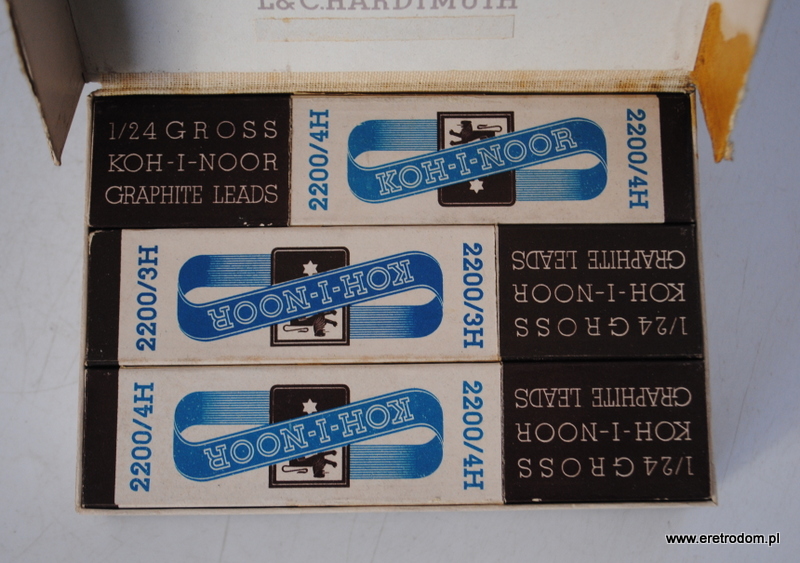 L&C.HARDTMUTH
1/24 GROSS
KOH-I-NOOR
GRAPHITE LEADS
2200/4H
KOH-I-NOOR
2200/4H
2200/3H
KOH-I-NOOR
2200/3H
1/24 GROSS
KOH-I-NOOR
GRAPHITE LEADS
2200/4H
KOH-I-NOOR
2200/4H
1/24 GROSS
KOH-I-NOOR
GRAPHITE LEADS
www.eretrodom.pl